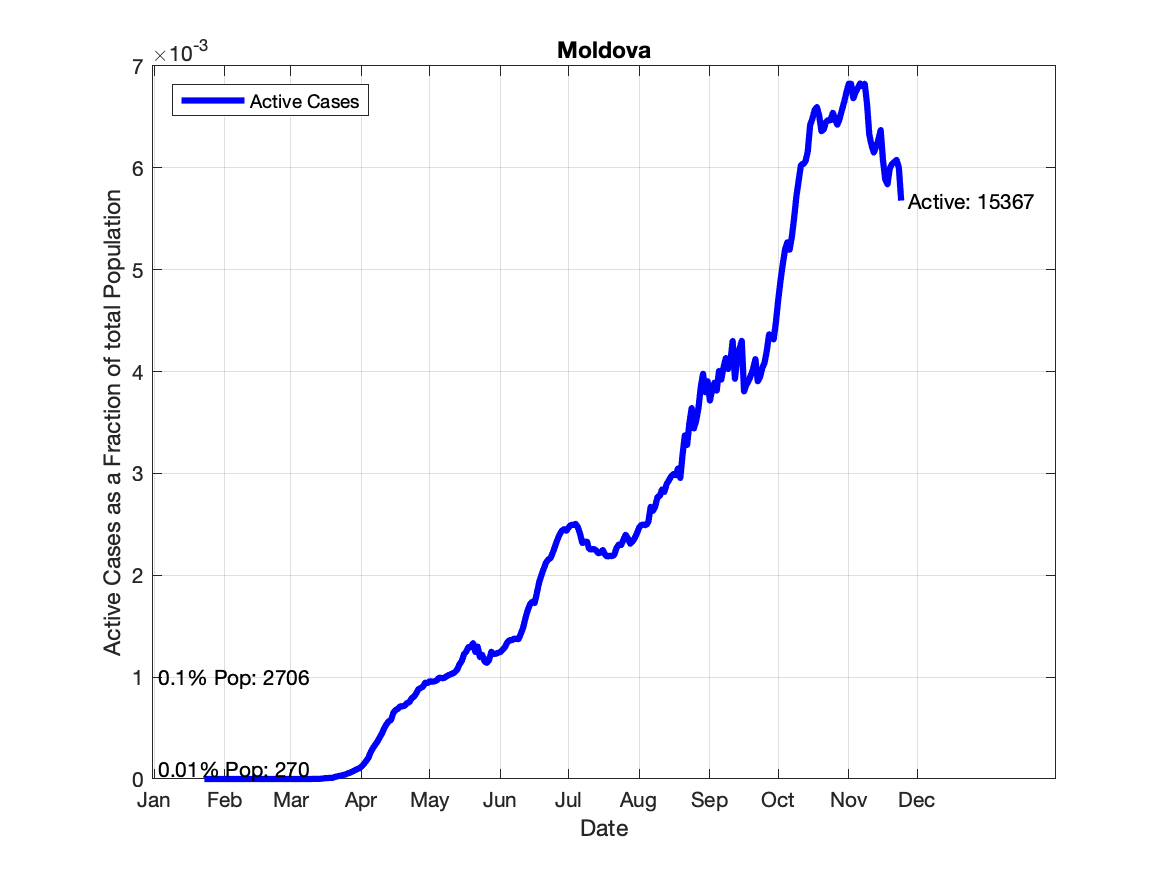 Moldova
×10-3
Active Cases
7
6
5
4
3
2
1
0
Active Cases as a Fraction of total Population
Active: 15367
0.1% Pop: 2706
0.01% Pop: 270
Jan Feb Mar Apr May Jun Jul Aug Sep Oct Nov Dec
Date